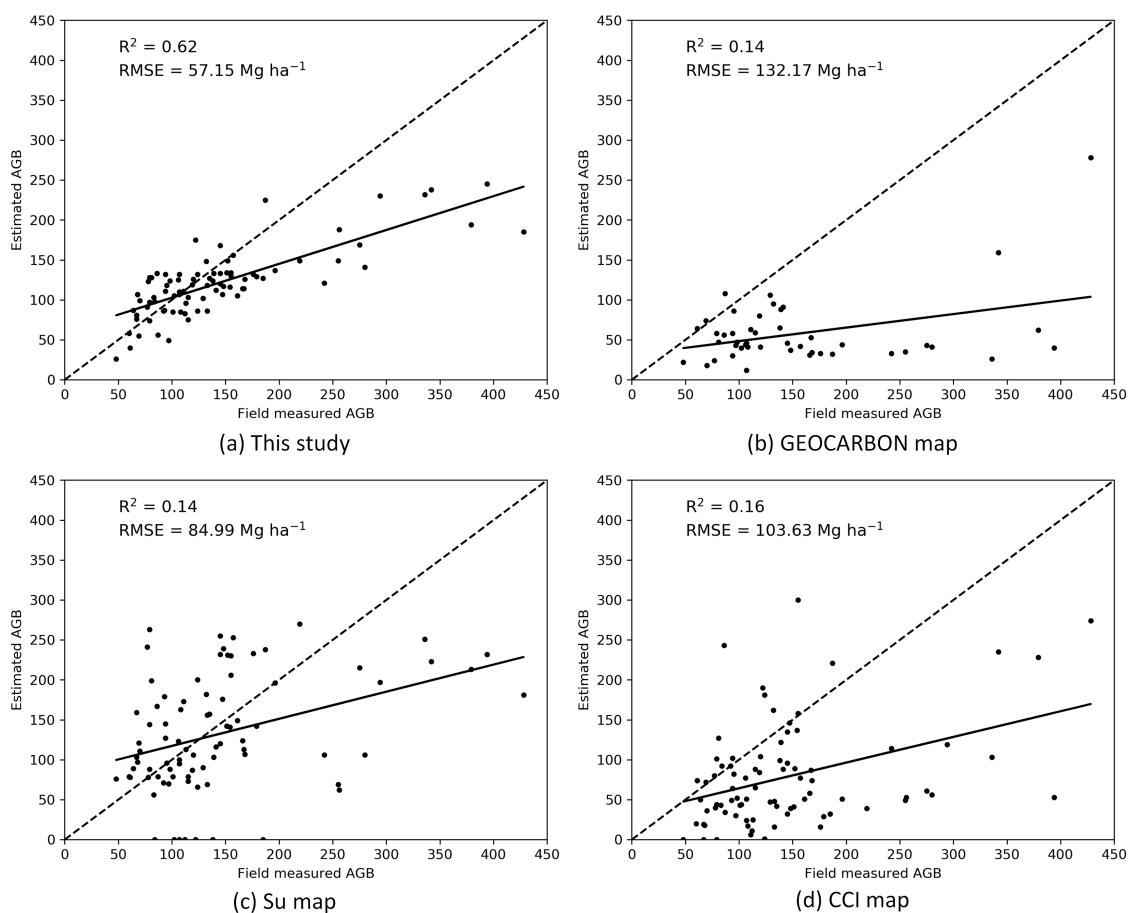 R² = 0.62
RMSE = 57.15 Mg ha⁻¹
Estimated AGB
450
400
350
300
250
200
150
100
50
0
0 50 100 150 200 250 300 350 400 450
Field measured AGB
(a) This study
R² = 0.14
RMSE = 132.17 Mg ha⁻¹
Estimated AGB
450
400
350
300
250
200
150
100
50
0
0 50 100 150 200 250 300 350 400 450
Field measured AGB
(b) GEOCARBON map
R² = 0.14
RMSE = 84.99 Mg ha⁻¹
Estimated AGB
450
400
350
300
250
200
150
100
50
0
0 50 100 150 200 250 300 350 400 450
Field measured AGB
(c) Su map
R² = 0.16
RMSE = 103.63 Mg ha⁻¹
Estimated AGB
450
400
350
300
250
200
150
100
50
0
0 50 100 150 200 250 300 350 400 450
Field measured AGB
(d) CCI map